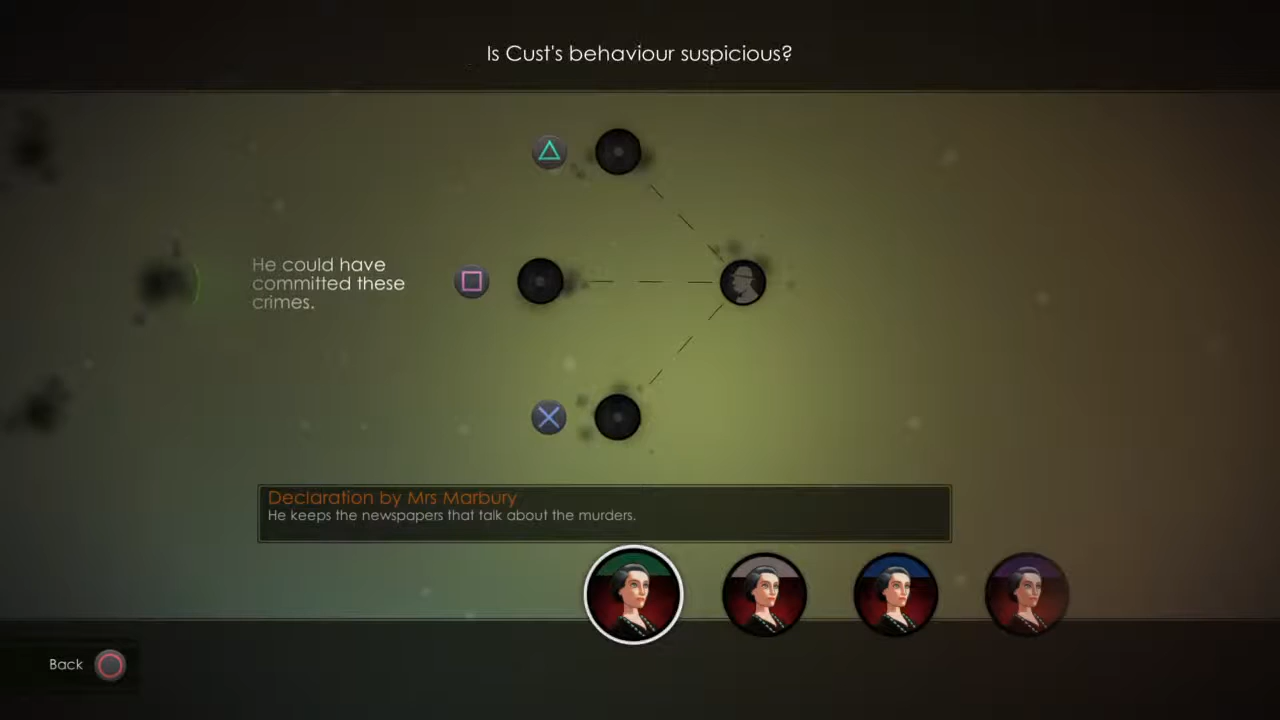 Is Cust's behaviour suspicious?
He could have
committed these
crimes.
Declaration by Mrs Marbury
He keeps the newspapers that talk about the murders.
Back